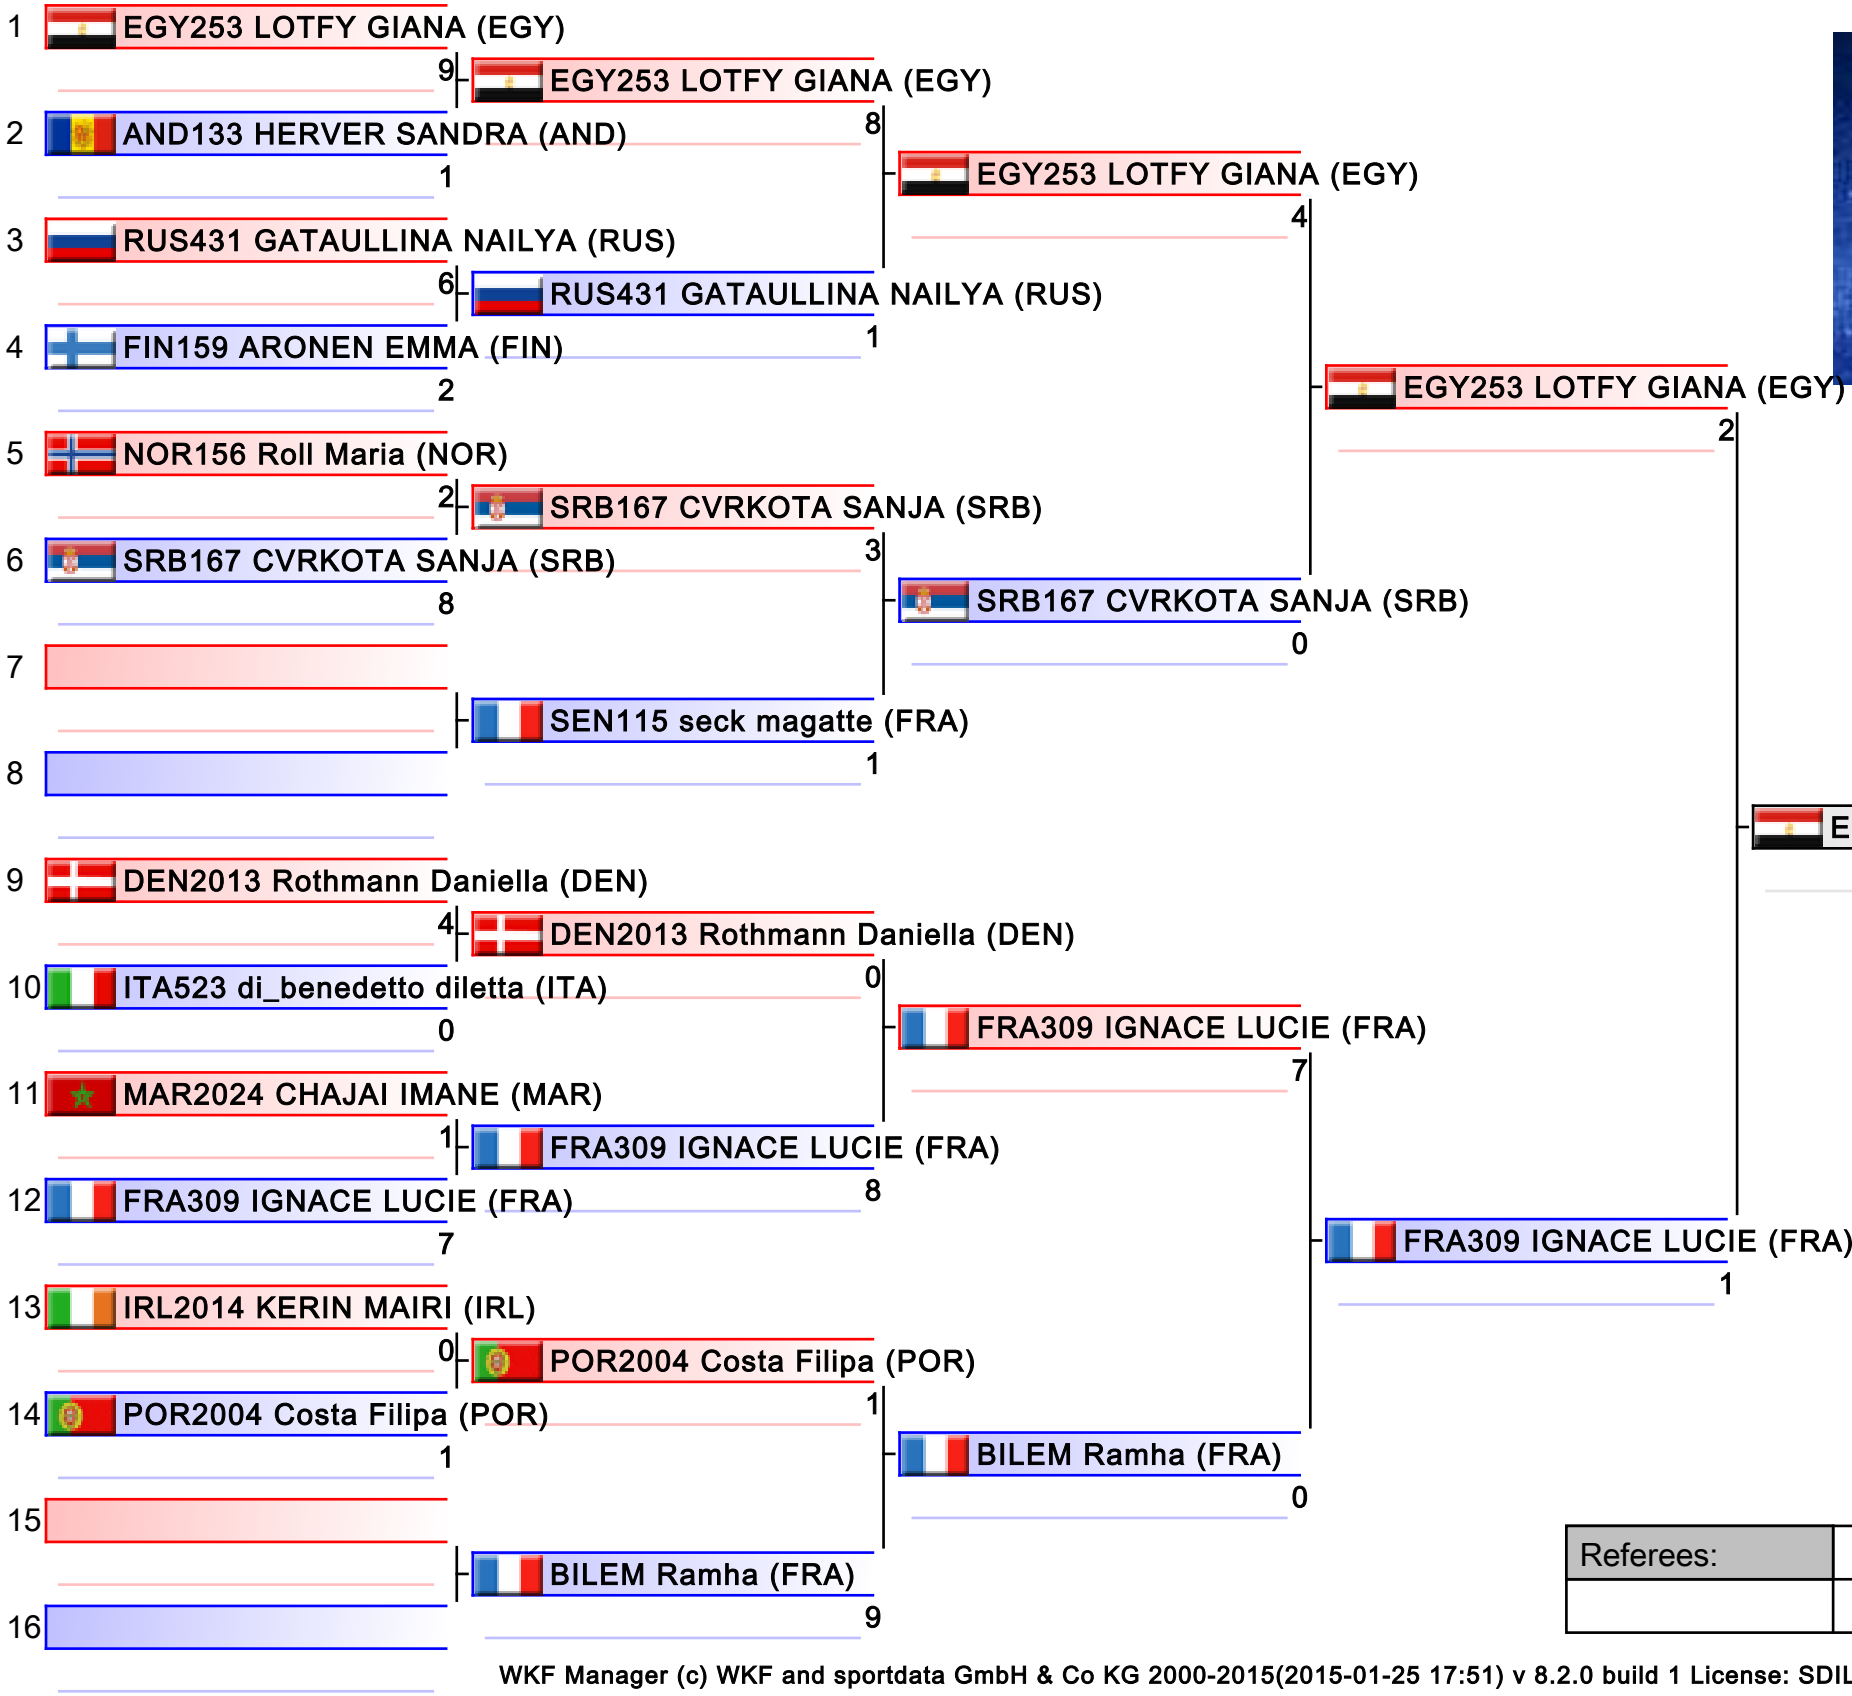 1 EGY253 LOTFY GIANA (EGY)
9
2 AND133 HERVER SANDRA (AND)
1
3 RUS431 GATAULLINA NAILYA (RUS)
6
4 FIN159 ARONEN EMMA (FIN)
2
5 NOR156 Roll Maria (NOR)
2
6 SRB167 CVRKOTA SANJA (SRB)
8
7
8
9 DEN2013 Rothmann Daniella (DEN)
4
10 ITA523 di_benedetto diletta (ITA)
0
11 MAR2024 CHAJAI IMANE (MAR)
1
12 FRA309 IGNACE LUCIE (FRA)
7
13 IRL2014 KERIN MAIRI (IRL)
0
14 POR2004 Costa Filipa (POR)
1
15
16
EGY253 LOTFY GIANA (EGY)
8
RUS431 GATAULLINA NAILYA (RUS)
1
SRB167 CVRKOTA SANJA (SRB)
3
SEN115 seck magatte (FRA)
1
DEN2013 Rothmann Daniella (DEN)
0
FRA309 IGNACE LUCIE (FRA)
8
POR2004 Costa Filipa (POR)
1
BILEM Ramha (FRA)
9
EGY253 LOTFY GIANA (EGY)
4
SRB167 CVRKOTA SANJA (SRB)
0
FRA309 IGNACE LUCIE (FRA)
7
BILEM Ramha (FRA)
0
EGY253 LOTFY GIANA (EGY)
2
FRA309 IGNACE LUCIE (FRA)
1
E
Referees:
WKF Manager (c) WKF and sportdata GmbH & Co KG 2000-2015(2015-01-25 17:51) v 8.2.0 build 1 License: SDIL